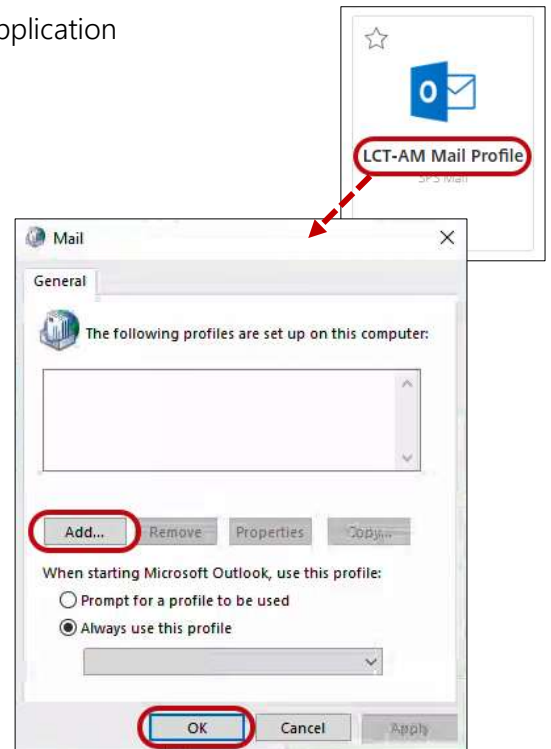 pplication
LCT-AM Mail Profile
SPS Mail
Mail
General
The following profiles are set up on this computer:
Add... Remove Properties Copy...
When starting Microsoft Outlook, use this profile:
Prompt for a profile to be used
Always use this profile
OK Cancel Apply